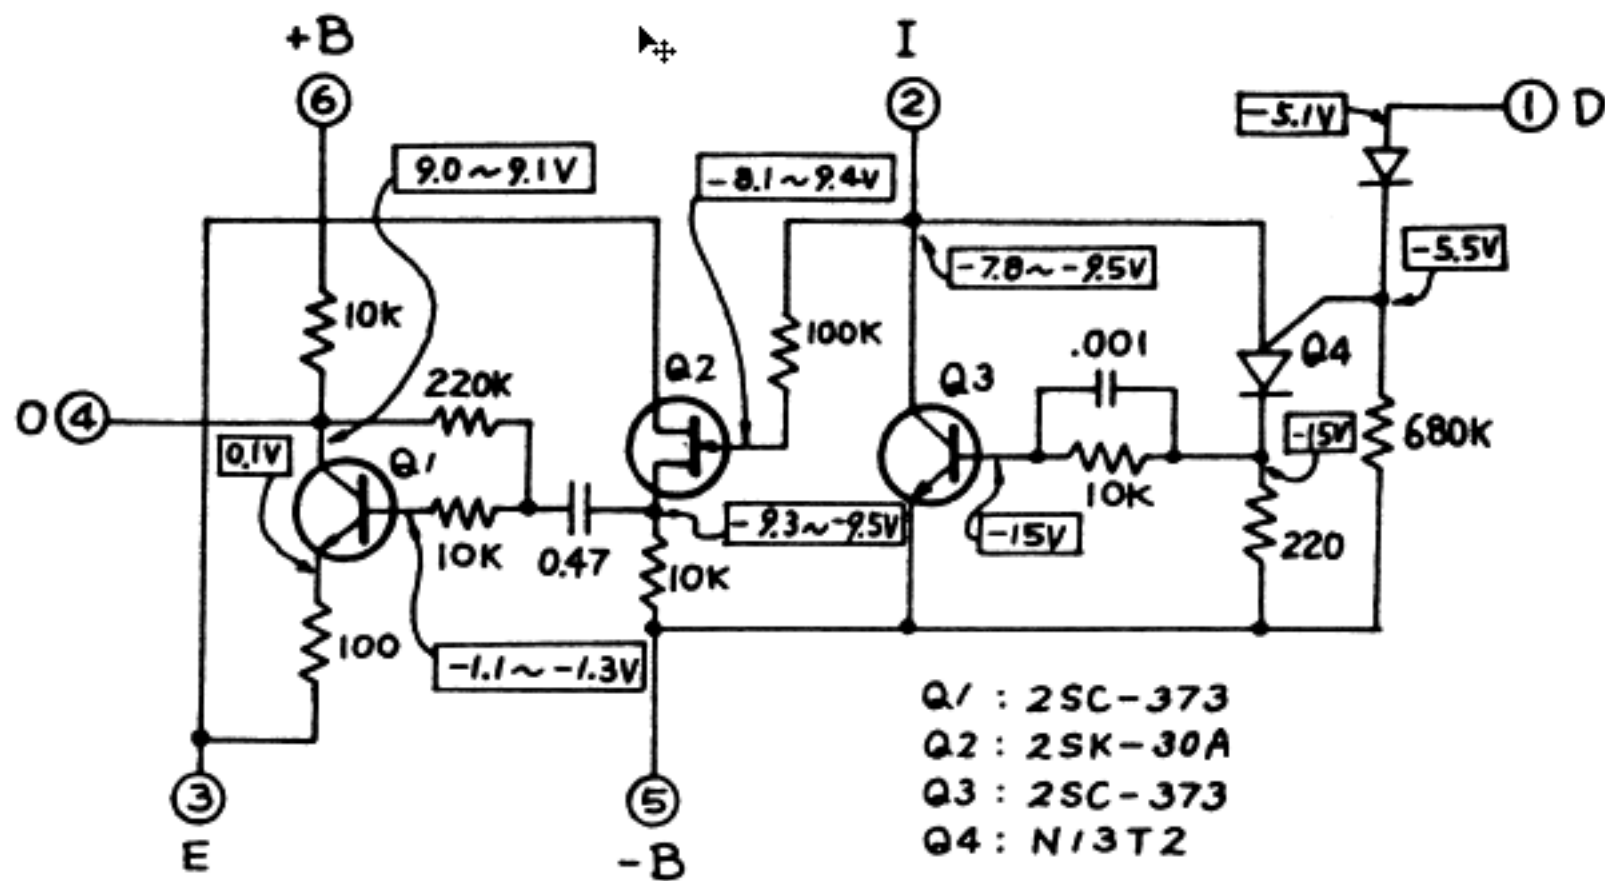 +B
I
6
2
1 D
-5.1V
9.0~9.1V
-8.1~9.4V
-5.5V
-7.8~-9.5V
10K
100K
.001
Q4
220K
Q2
Q3
O 4
-15V
680K
0.1V
Q1
10K
10K
0.47
-9.3~-9.5V
-15V
220
10K
100
-1.1~-1.3V
Q1 : 2SC-373
Q2 : 2SK-30A
Q3 : 2SC-373
Q4 : N13T2
3
5
E
-B